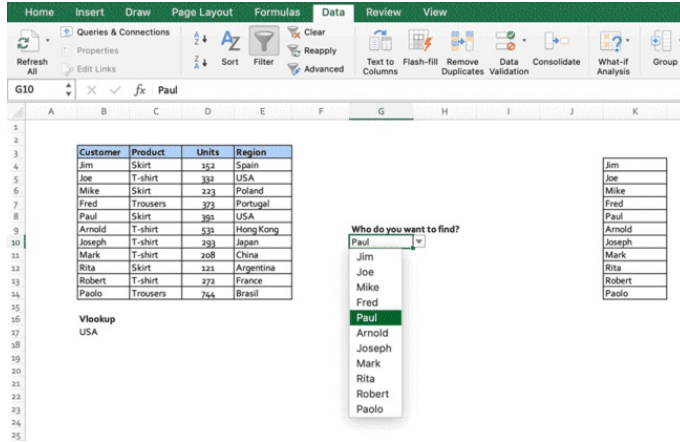 Home Insert Draw Page Layout Formulas Data Review View
Refresh All
Queries & Connections
Properties
Edit Links
Sort
Filter
Clear
Reapply
Advanced
Text to Columns
Flash-fill
Remove Duplicates
Data Validation
Consolidate
What-if Analysis
Group
G10 fx Paul
A B C D E F G H I J K
1
2
3 Customer Product Units Region
4 Jim Skirt 152 Spain Jim
5 Joe T-shirt 332 USA Joe
6 Mike Skirt 223 Poland Mike
7 Fred Trousers 373 Portugal Fred
8 Paul Skirt 391 USA Paul
9 Arnold T-shirt 531 Hong Kong Who do you want to find? Arnold
10 Joseph T-shirt 293 Japan Paul Joseph
11 Mark T-shirt 208 China Jim Mark
12 Rita Skirt 121 Argentina Joe Rita
13 Robert T-shirt 272 France Mike Robert
14 Paolo Trousers 744 Brasil Fred Paolo
15 Paul
16 Vlookup Arnold
17 USA Joseph
18 Mark
19 Rita
20 Robert
21 Paolo
22
23
24
25